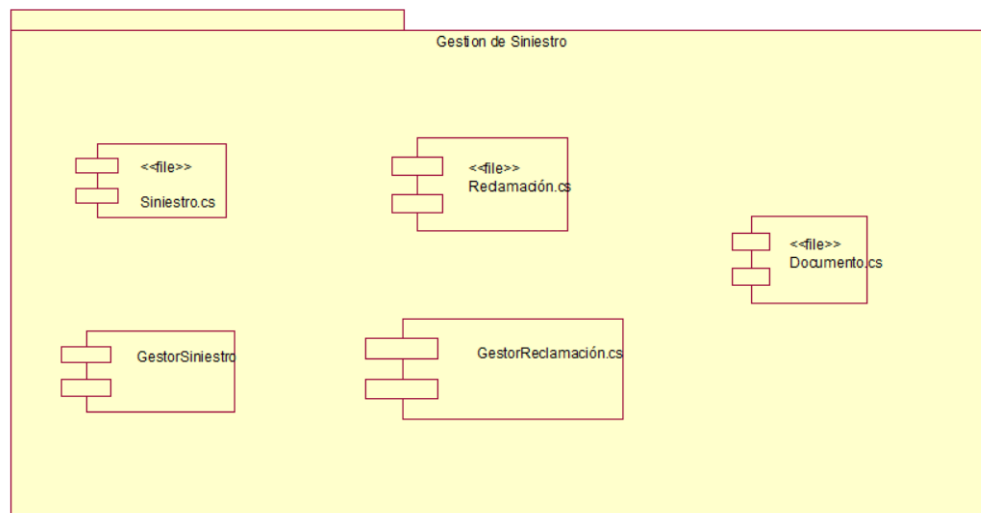 Gestion de Siniestro
<<file>>
Siniestro.cs
<<file>>
Reclamación.cs
<<file>>
Documento.cs
GestorSiniestro
GestorReclamación.cs